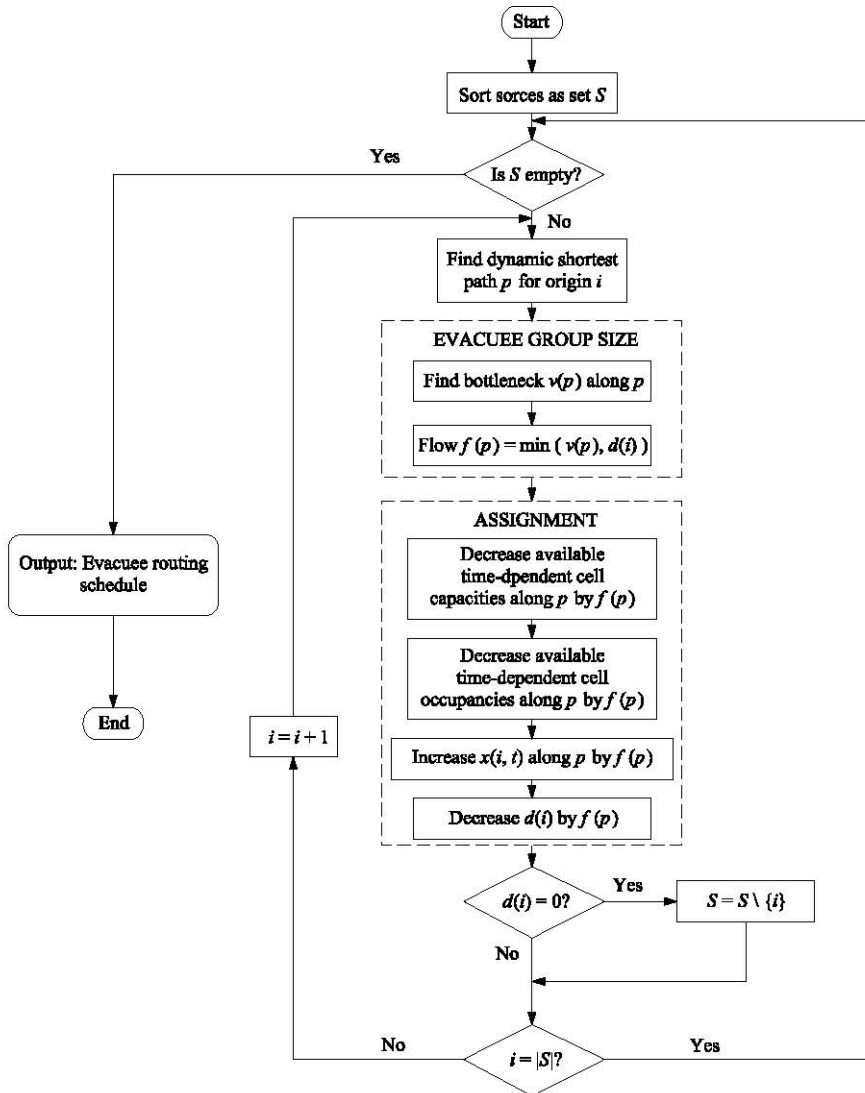 Start
Sort sorces as set S
Yes
Is S empty?
No
Find dynamic shortest
path p for origin i
EVACUEE GROUP SIZE
Find bottleneck v(p) along p
Flow f (p) = min ( v(p), d(i) )
ASSIGNMENT
Output: Evacuee routing
schedule
Decrease available
time-dpendent cell
capacities along p by f (p)
Decrease available
time-dependent cell
occupancies along p by f (p)
End
i = i + 1
Increase x(i, t) along p by f (p)
Decrease d(i) by f (p)
d(i) = 0?
Yes
S = S \ {i}
No
No
i = |S|?
Yes